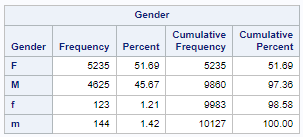 Gender
Gender Frequency Percent Cumulative Frequency Cumulative Percent
F 5235 51.69 5235 51.69
M 4625 45.67 9860 97.36
f 123 1.21 9983 98.58
m 144 1.42 10127 100.00